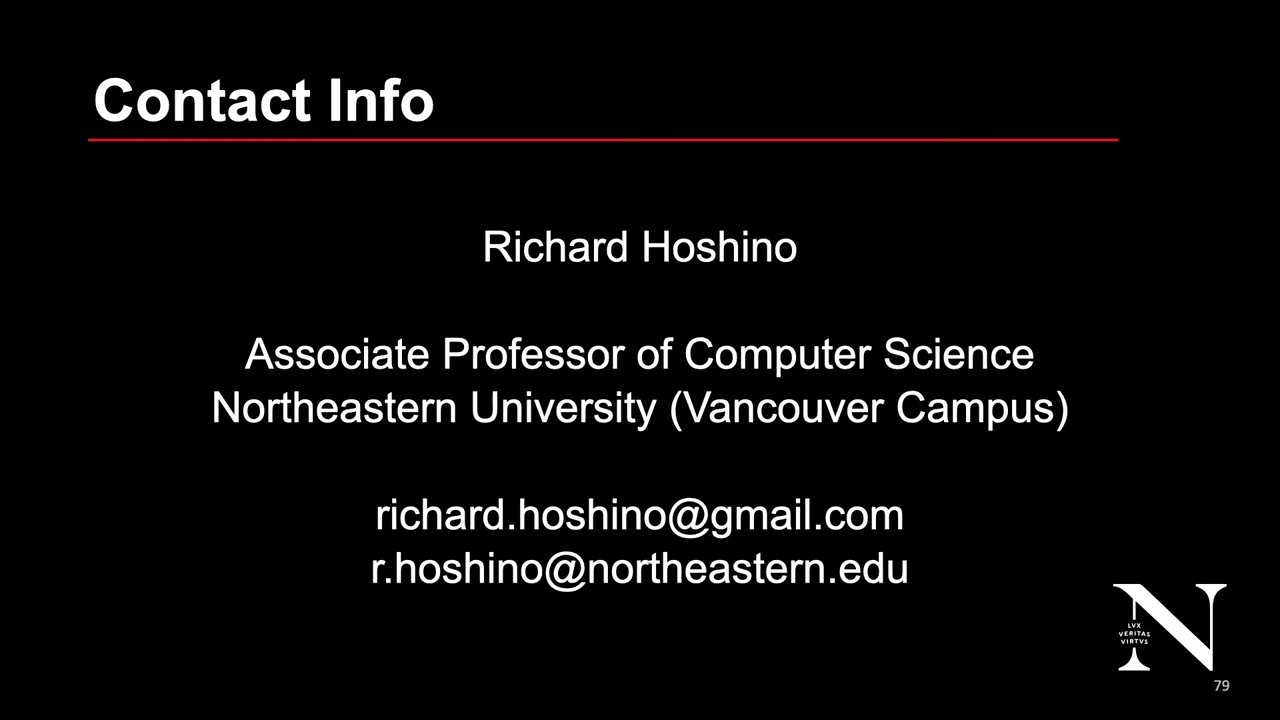 Contact Info
Richard Hoshino
Associate Professor of Computer Science
Northeastern University (Vancouver Campus)
richard.hoshino@gmail.com
r.hoshino@northeastern.edu
N
LVX
VERITAS
VIRTVS
79